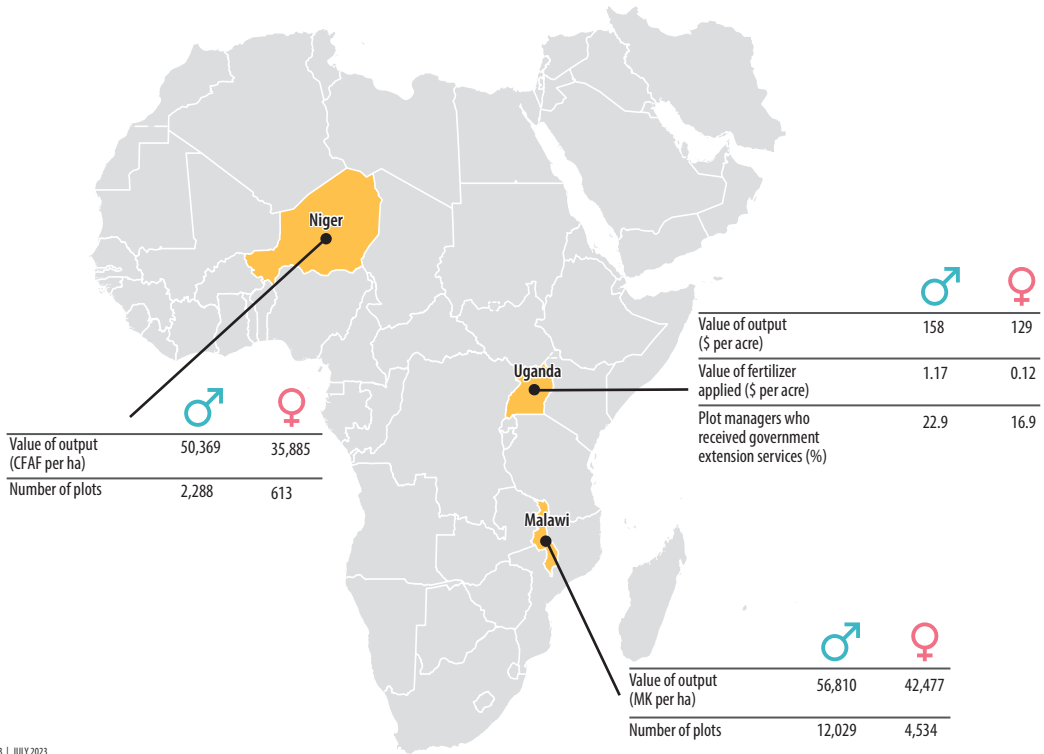 Niger
Uganda
Malawi
Value of output 158 129
($ per acre)
Value of fertilizer 1.17 0.12
applied ($ per acre)
Plot managers who 22.9 16.9
received government
extension services (%)
Value of output 50,369 35,885
(CFAF per ha)
Number of plots 2,288 613
Value of output 56,810 42,477
(MK per ha)
Number of plots 12,029 4,534
| JULY 2023